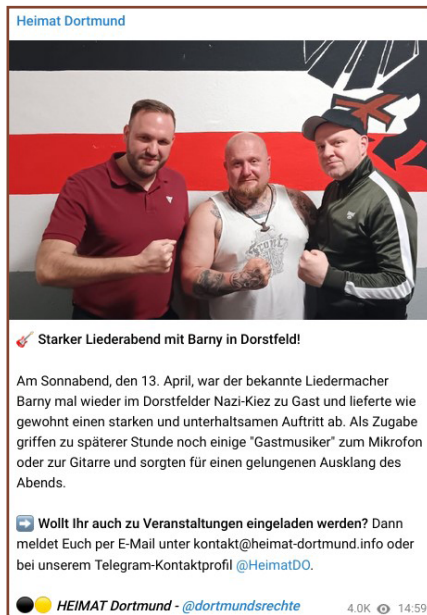 Heimat Dortmund
🎸 Starker Liederabend mit Barny in Dorstfeld!
Am Sonnabend, den 13. April, war der bekannte Liedermacher
Barny mal wieder im Dorstfelder Nazi-Kiez zu Gast und lieferte wie
gewohnt einen starken und unterhaltsamen Auftritt ab. Als Zugabe
griffen zu späterer Stunde noch einige "Gastmusiker" zum Mikrofon
oder zur Gitarre und sorgten für einen gelungenen Ausklang des
Abends.
➡️ Wollt Ihr auch zu Veranstaltungen eingeladen werden? Dann
meldet Euch per E-Mail unter kontakt@heimat-dortmund.info oder
bei unserem Telegram-Kontaktprofil @HeimatDO.
⚫🟡 HEIMAT Dortmund - @dortmundsrechte
4.0K 14:59